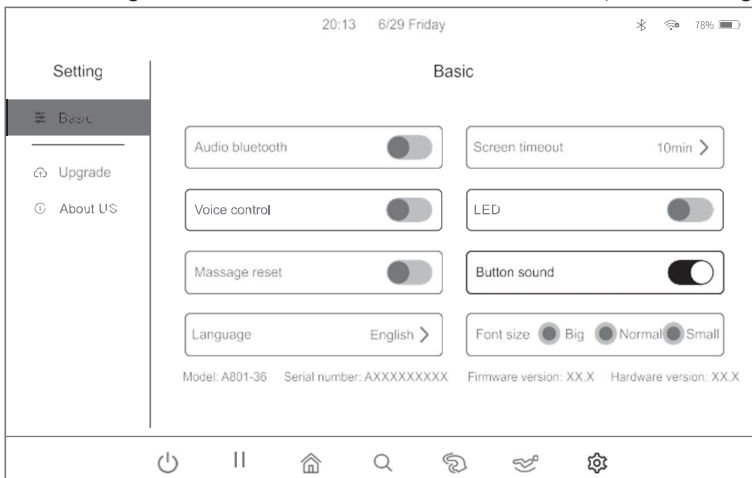 20:13 6/29 Friday 78%
Setting
Basic
Upgrade
About US
Basic
Audio bluetooth
Screen timeout 10min
Voice control
LED
Massage reset
Button sound
Language English
Font size Big Normal Small
Model: A801-36 Serial number: AXXXXXXXXX Firmware version: XX.X Hardware version: XX.X